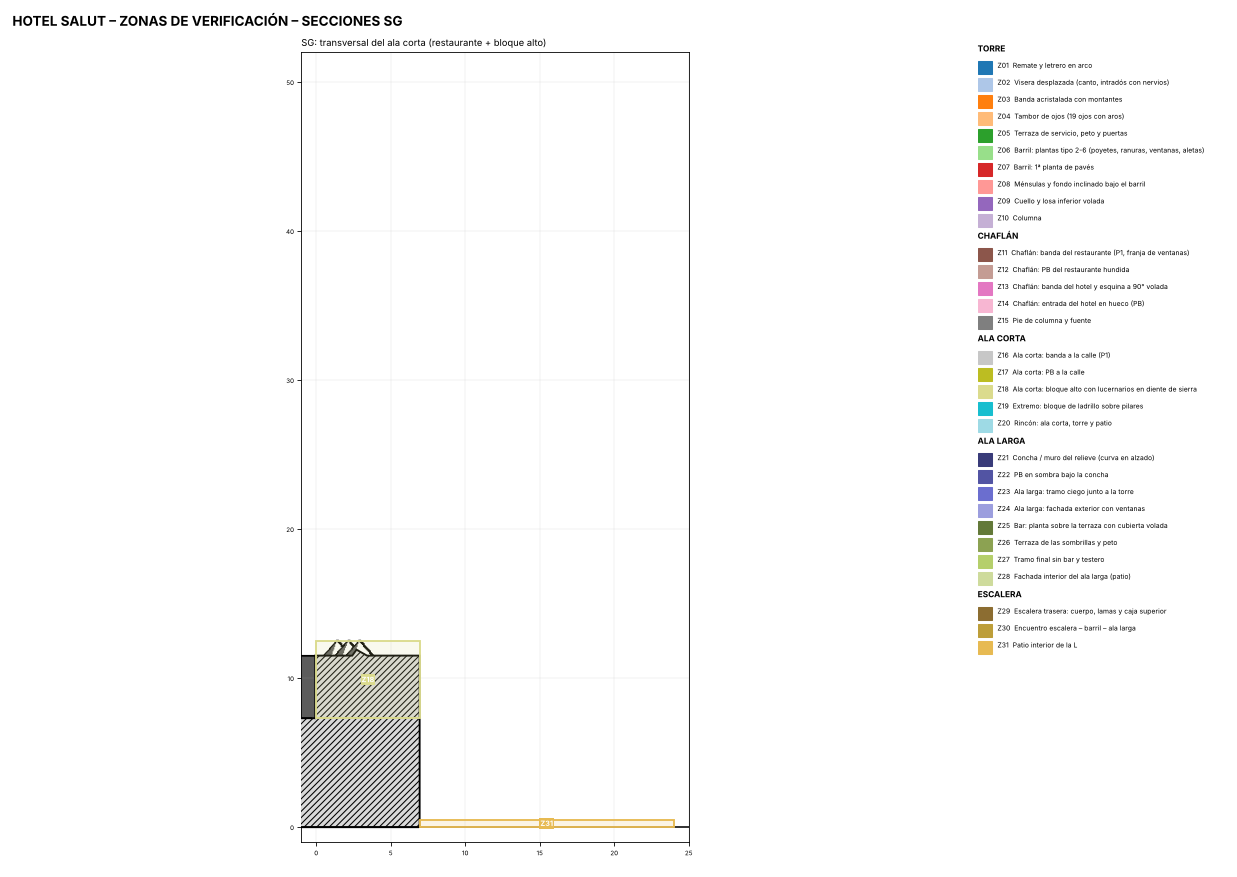 HOTEL SALUT – ZONAS DE VERIFICACIÓN – SECCIONES SG
SG: transversal del ala corta (restaurante + bloque alto)
50
40
30
20
10
0
0 5 10 15 20 25
Z18
Z31
TORRE
Z01 Remate y letrero en arco
Z02 Visera desplazada (canto, intradós con nervios)
Z03 Banda acristalada con montantes
Z04 Tambor de ojos (19 ojos con aros)
Z05 Terraza de servicio, peto y puertas
Z06 Barril: plantas tipo 2-6 (poyetes, ranuras, ventanas, aletas)
Z07 Barril: 1ª planta de pavés
Z08 Ménsulas y fondo inclinado bajo el barril
Z09 Cuello y losa inferior volada
Z10 Columna
CHAFLÁN
Z11 Chaflán: banda del restaurante (P1, franja de ventanas)
Z12 Chaflán: PB del restaurante hundida
Z13 Chaflán: banda del hotel y esquina a 90° volada
Z14 Chaflán: entrada del hotel en hueco (PB)
Z15 Pie de columna y fuente
ALA CORTA
Z16 Ala corta: banda a la calle (P1)
Z17 Ala corta: PB a la calle
Z18 Ala corta: bloque alto con lucernarios en diente de sierra
Z19 Extremo: bloque de ladrillo sobre pilares
Z20 Rincón: ala corta, torre y patio
ALA LARGA
Z21 Concha / muro del relieve (curva en alzado)
Z22 PB en sombra bajo la concha
Z23 Ala larga: tramo ciego junto a la torre
Z24 Ala larga: fachada exterior con ventanas
Z25 Bar: planta sobre la terraza con cubierta volada
Z26 Terraza de las sombrillas y peto
Z27 Tramo final sin bar y testero
Z28 Fachada interior del ala larga (patio)
ESCALERA
Z29 Escalera trasera: cuerpo, lamas y caja superior
Z30 Encuentro escalera – barril – ala larga
Z31 Patio interior de la L